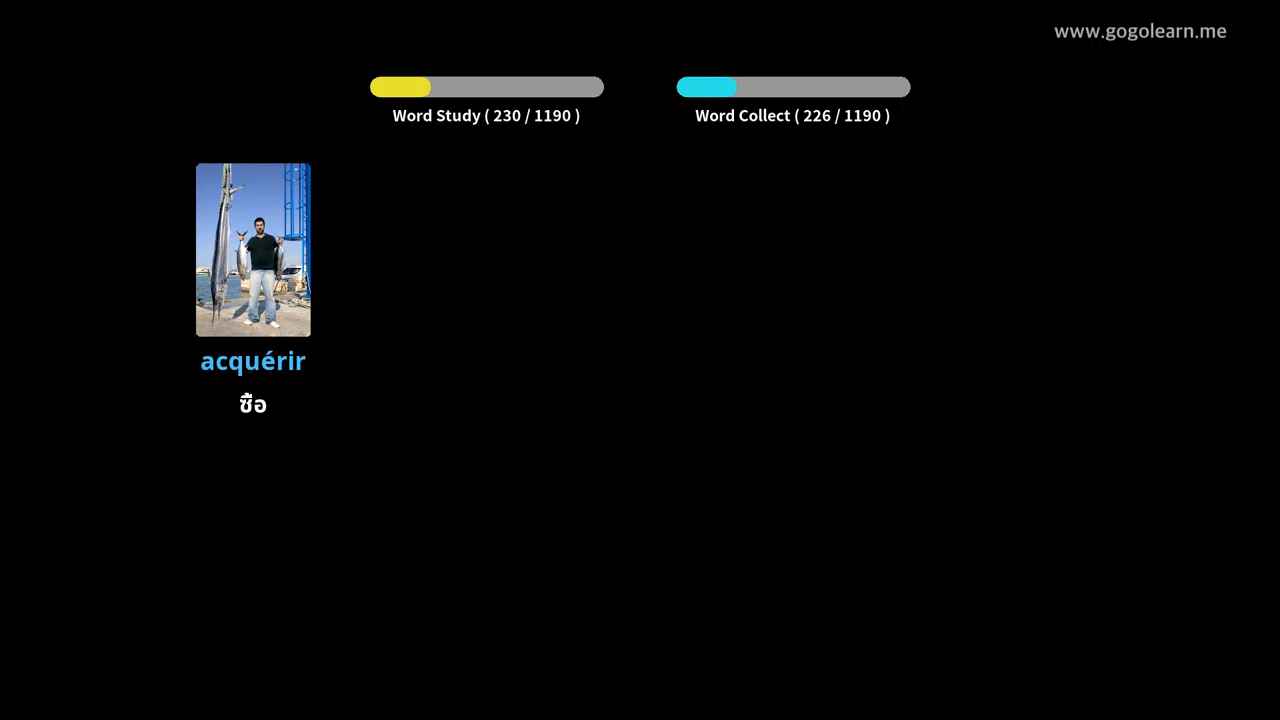 www.gogolearn.me
Word Study ( 230 / 1190 )
Word Collect ( 226 / 1190 )
acquérir
ซื้อ